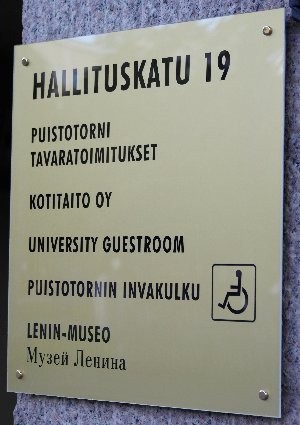 HALLITUSKATU 19
PUISTOTORNI
TAVARATOIMITUKSET
KOTITAITO OY
UNIVERSITY GUESTROOM
PUISTOTORNIN INVAKULKU
LENIN-MUSEO
Музей Ленина